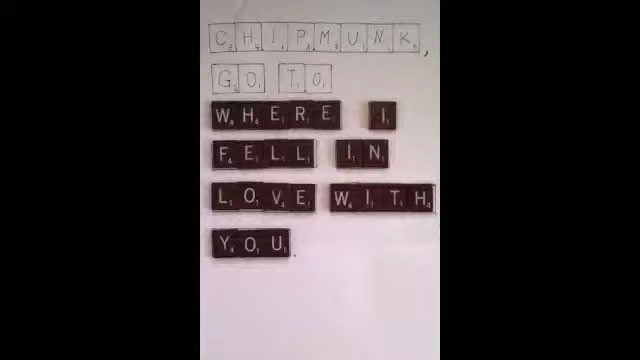 CHIPMUNK,
GO TO
WHERE I
FELL IN
LOVE WITH
YOU.